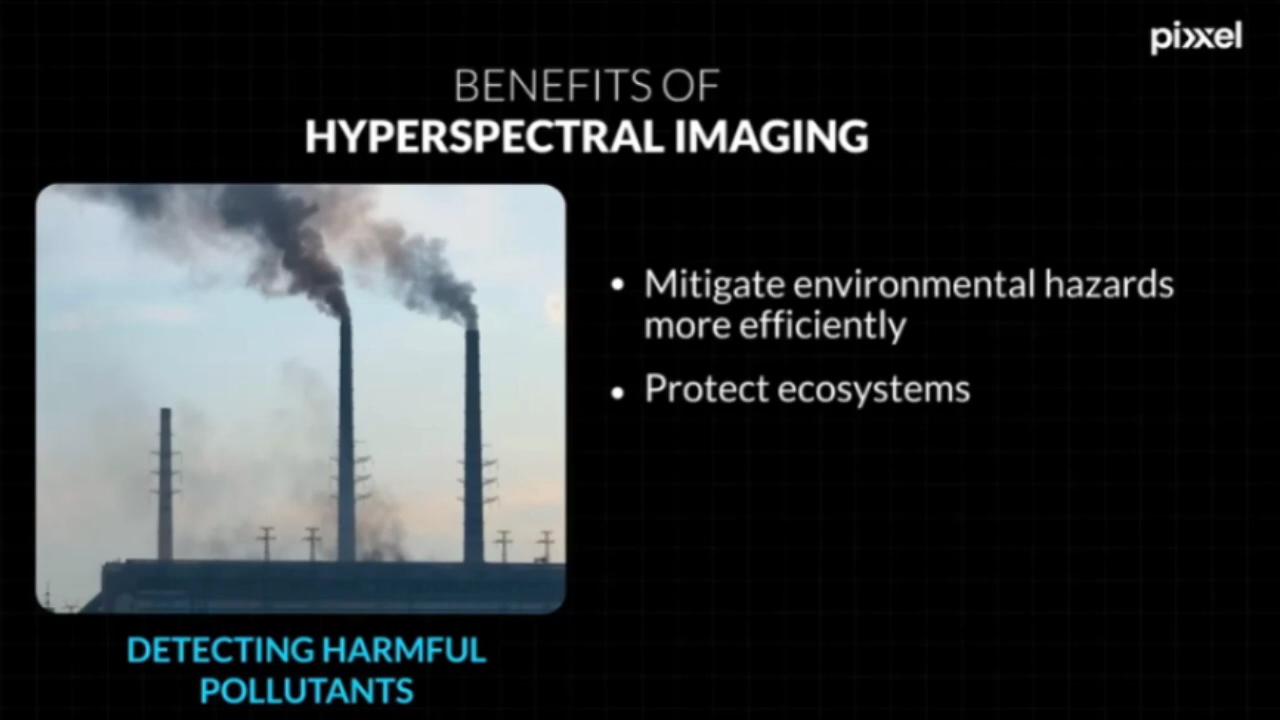 pixxel
BENEFITS OF
HYPERSPECTRAL IMAGING
• Mitigate environmental hazards
more efficiently
• Protect ecosystems
DETECTING HARMFUL
POLLUTANTS